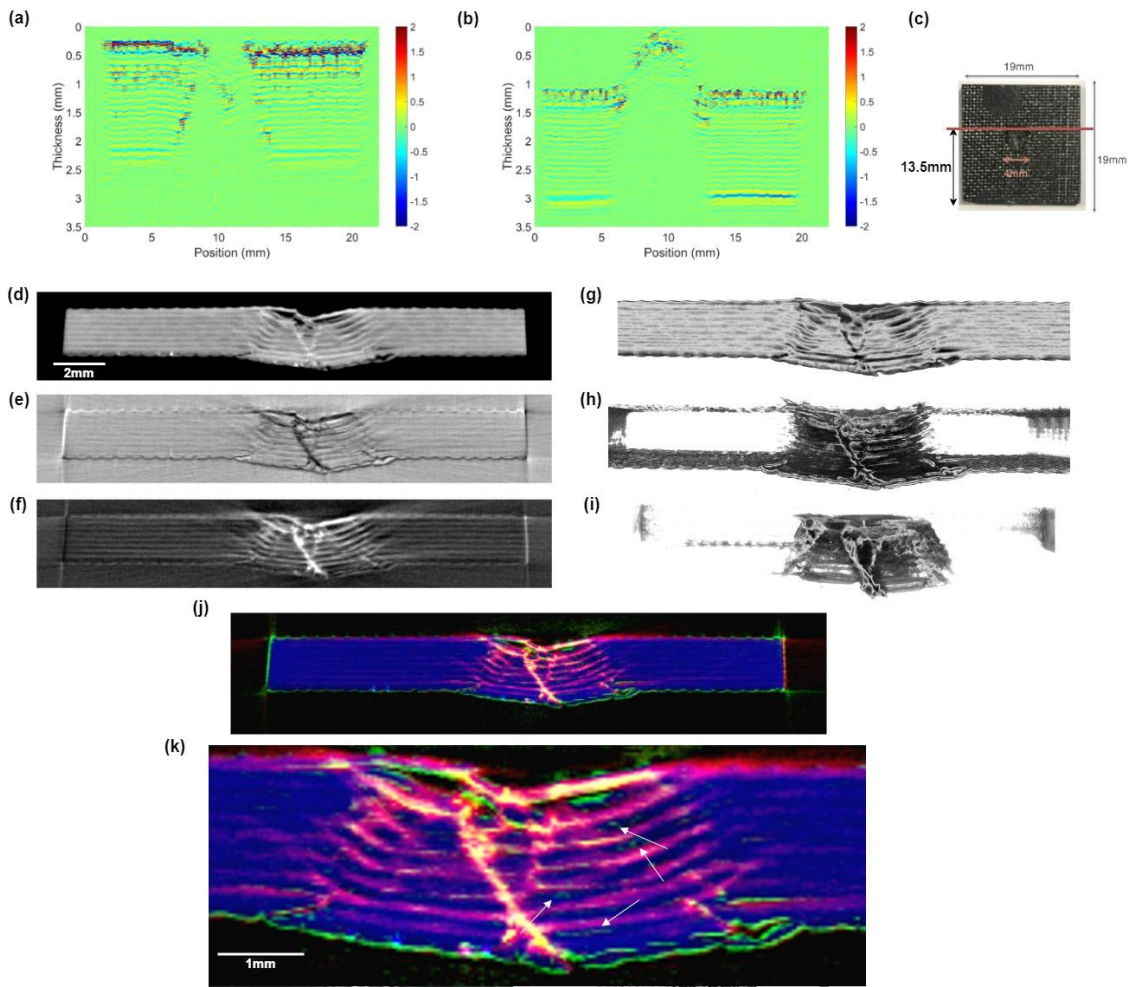 (a)
0
0.5
1
1.5
2
2.5
3
3.5
Thickness (mm)
0 5 10 15 20
Position (mm)
2
1.5
1
0.5
0
-0.5
-1
-1.5
-2
(b)
0
0.5
1
1.5
2
2.5
3
3.5
Thickness (mm)
0 5 10 15 20
Position (mm)
2
1.5
1
0.5
0
-0.5
-1
-1.5
-2
(c)
19mm
13.5mm
4mm
19mm
(d)
2mm
(e)
(f)
(g)
(h)
(i)
(j)
(k)
1mm